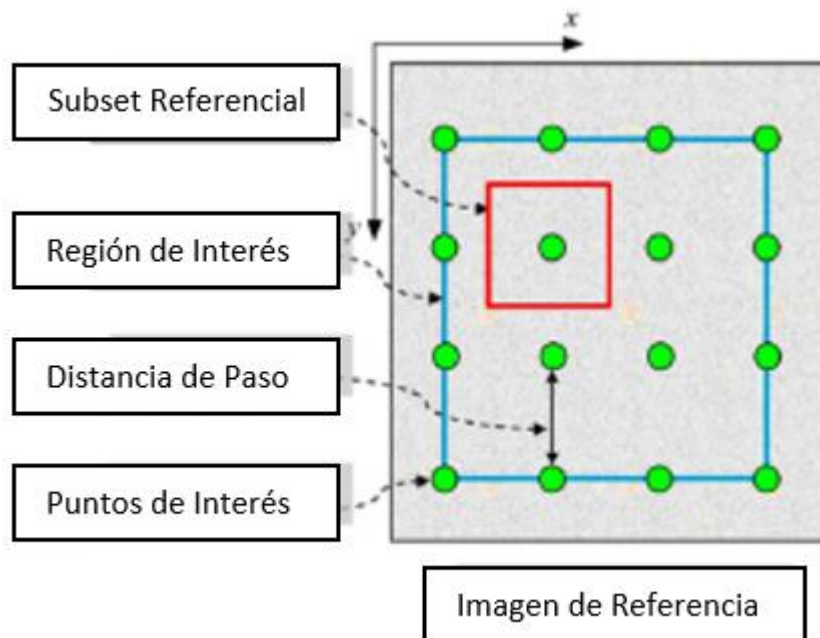 x
Subset Referencial
y
Región de Interés
Distancia de Paso
Puntos de Interés
Imagen de Referencia